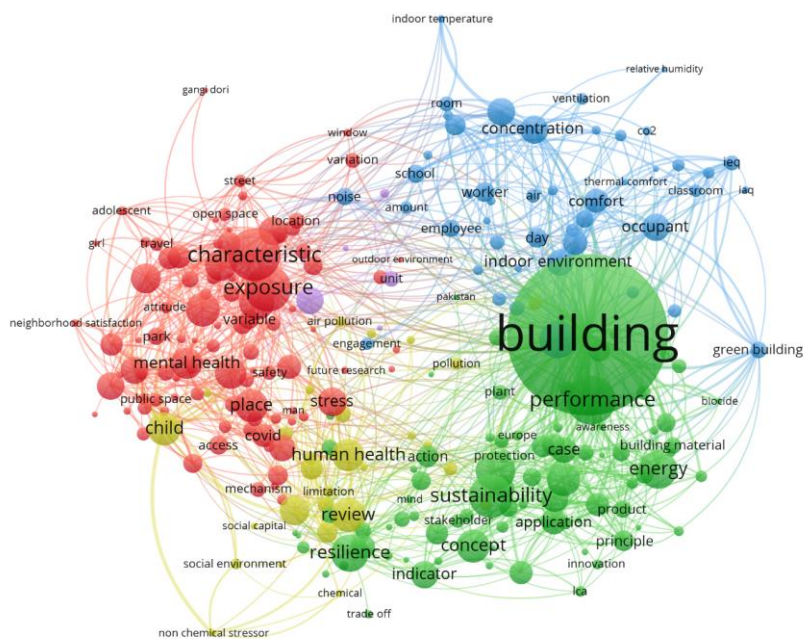 indoor temperature
relative humidity
gangi dori
room
ventilation
window
concentration
co2
variation
school
ieq
street
thermal comfort
noise
worker
air
classroom
iaq
adolescent
open space
location
amount
comfort
employee
day
occupant
girl
travel
characteristic
outdoor environment
indoor environment
exposure
unit
attitude
pakistan
neighborhood satisfaction
variable
air pollution
building
park
engagement
green building
mental health
safety
future research
pollution
public space
place
man
stress
plant
performance
biocide
child
covid
europe
awareness
access
human health
action
protection
case
building material
mechanism
limitation
mind
sustainability
energy
social capital
review
stakeholder
application
product
resilience
concept
principle
social environment
indicator
innovation
chemical
lca
trade off
non chemical stressor